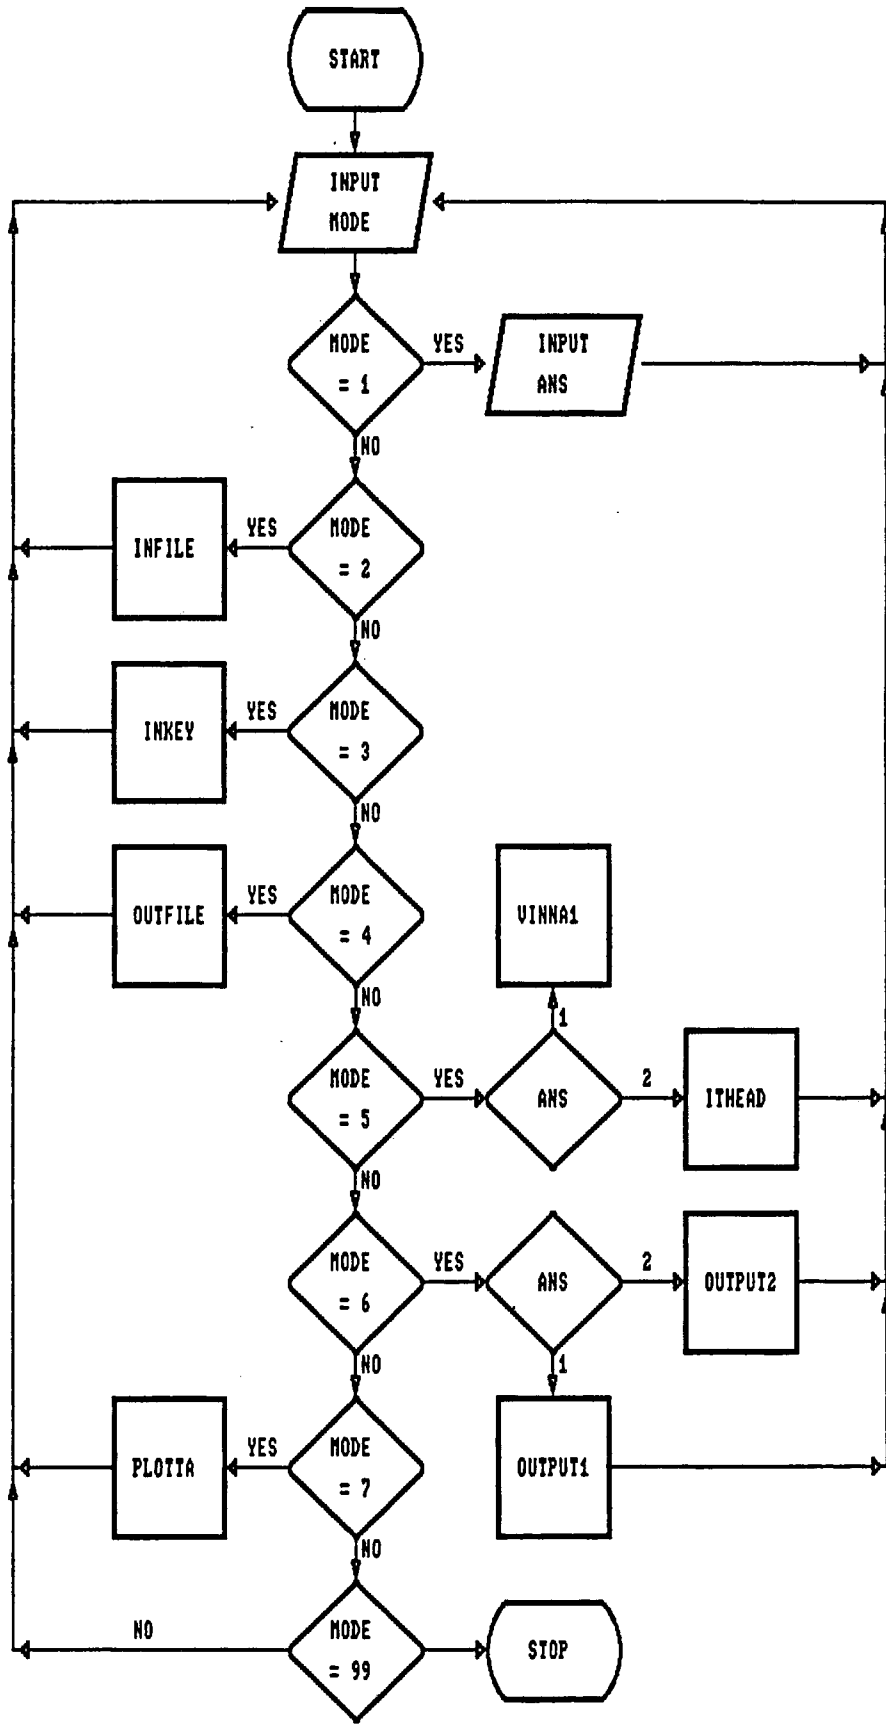 START
INPUT
MODE
MODE
= 1
YES
INPUT
ANS
NO
INFILE
YES
MODE
= 2
NO
INKEY
YES
MODE
= 3
NO
OUTFILE
YES
MODE
= 4
VINNA1
NO
1
MODE
= 5
YES
ANS
2
ITHEAD
NO
MODE
= 6
YES
ANS
2
OUTPUT2
NO
1
PLOTTA
YES
MODE
= 7
OUTPUT1
NO
NO
MODE
= 99
STOP